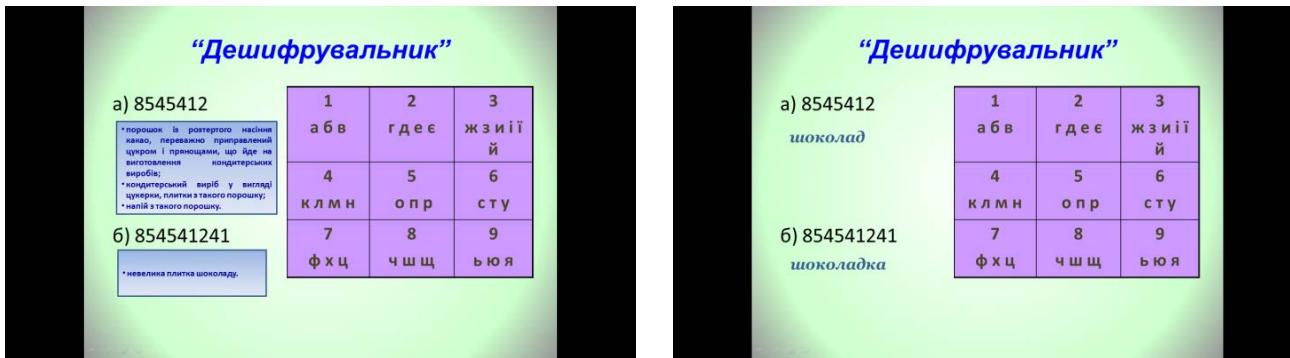 “Дешифрувальник”
а) 8545412
• порошок із розтертого насіння
какао, переважно приправлений
цукром і прянощами, що йде на
виготовлення кондитерських
виробів;
• кондитерський виріб у вигляді
цукерки, плитки з такого порошку;
• напій з такого порошку.
б) 854541241
• невелика плитка шоколаду.
1 2 3
а б в г д е є ж з и і ї
й
4 5 6
к л м н о п р с т у
7 8 9
ф х ц ч ш щ ь ю я
“Дешифрувальник”
а) 8545412
шоколад
б) 854541241
шоколадка
1 2 3
а б в г д е є ж з и і ї
й
4 5 6
к л м н о п р с т у
7 8 9
ф х ц ч ш щ ь ю я